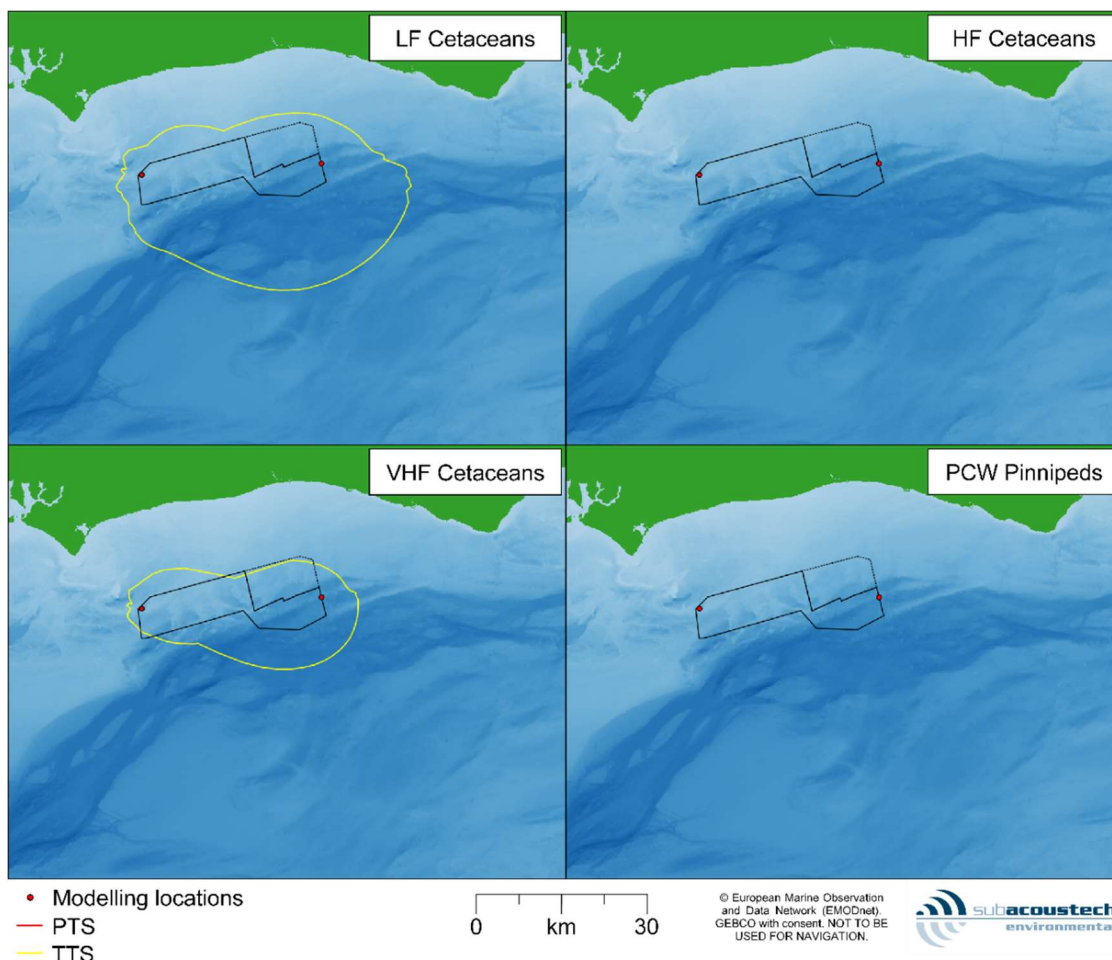 LF Cetaceans
HF Cetaceans
VHF Cetaceans
PCW Pinnipeds
Modelling locations
PTS
TTS
0 km 30
© European Marine Observation
and Data Network (EMODnet).
GEBCO with consent. NOT TO BE
USED FOR NAVIGATION.
subacoustech
environmental